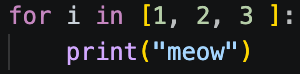 for i in [1, 2, 3 ]:
    print("meow")